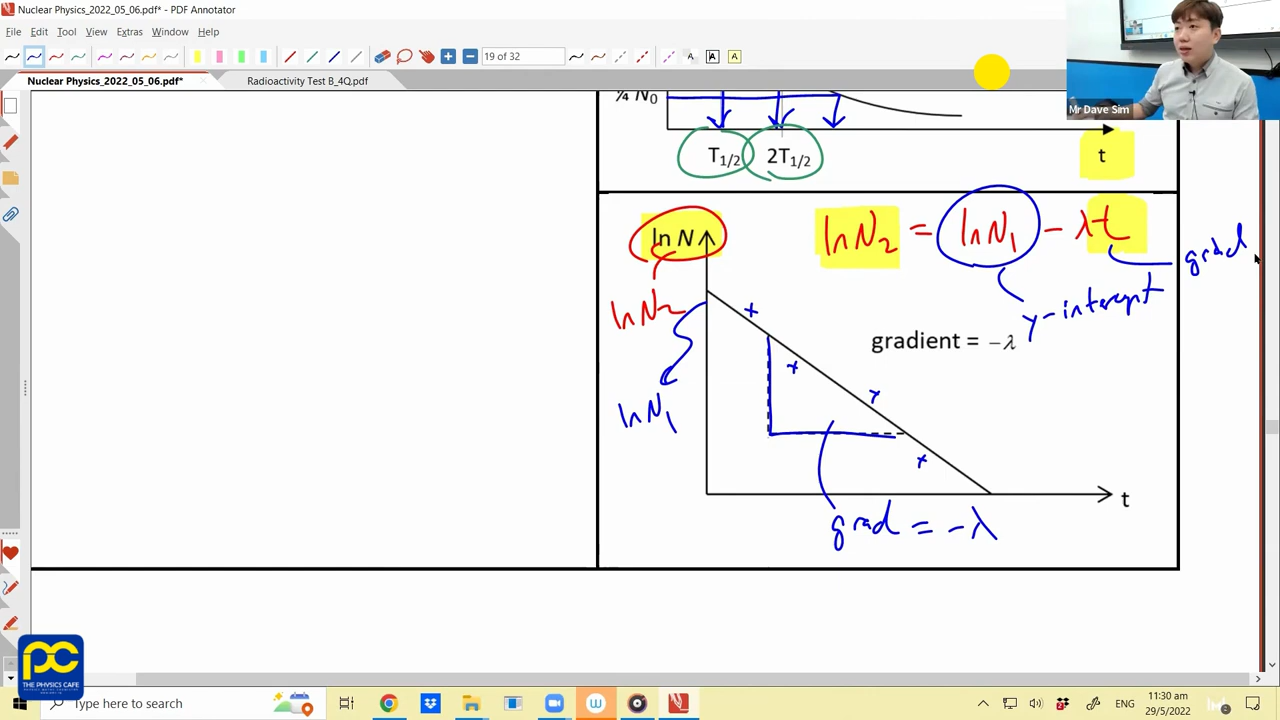 Nuclear Physics_2022_05_06.pdf* - PDF Annotator
File Edit Tool View Extras Window Help
19 of 32
Nuclear Physics_2022_05_06.pdf* Radioactivity Test B_4Q.pdf
Mr Dave Sim
¼ N₀
T1/2 2T1/2 t
ln N
ln N₂ = ln N₁ − λt
grad
y-intercept
ln N₂
gradient = −λ
ln N₁
t
grad = −λ
PC
THE PHYSICS CAFE
Type here to search
ENG
11:30 am
29/5/2022